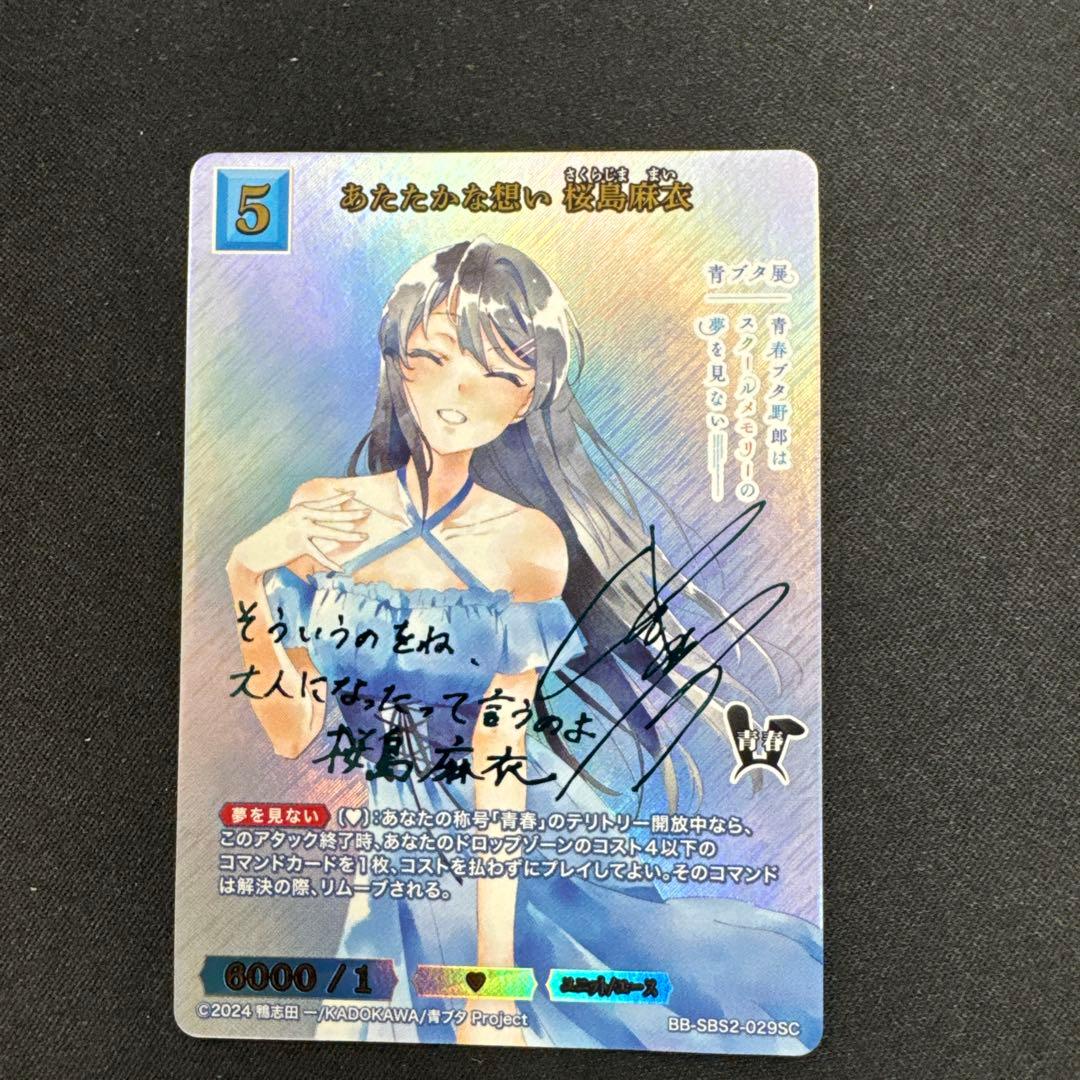 5
あたたかな想い 桜島麻衣
さくらじま まい
青ブタ展
青春ブタ野郎は
スクールメモリーの
夢を見ない
そういうのをね、
大人になったって言うのよ
桜島麻衣
青春
夢を見ない [♥]:あなたの称号「青春」のテリトリー開放中なら、
このアタック終了時、あなたのドロップゾーンのコスト4以下の
コマンドカードを1枚、コストを払わずにプレイしてよい。そのコマンド
は解決の際、リムーブされる。
6000 / 1
♥
ユニット/エース
©2024 鴨志田 一/KADOKAWA/青ブタ Project
BB-SBS2-029SC